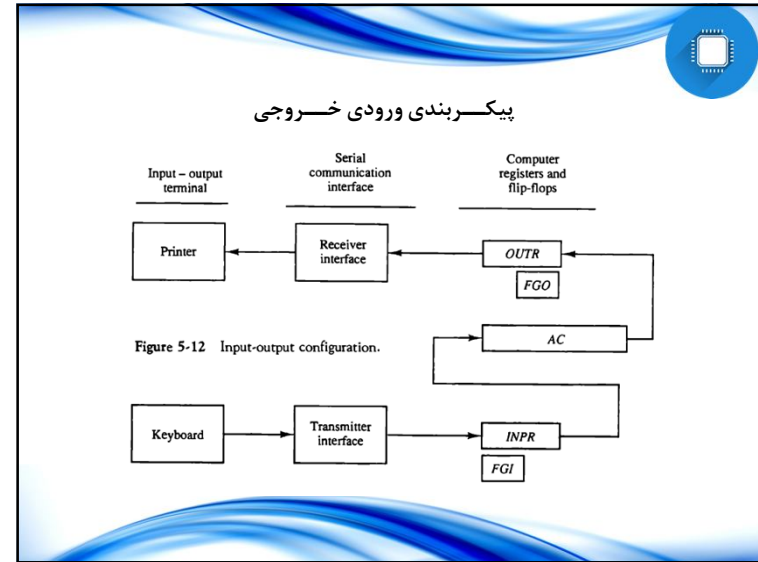 پیکـــربندی ورودی خـــروجی
Input – output
terminal
Serial
communication
interface
Computer
registers and
flip-flops
Printer
Receiver
interface
OUTR
FGO
Figure 5-12 Input-output configuration.
AC
Keyboard
Transmitter
interface
INPR
FGI